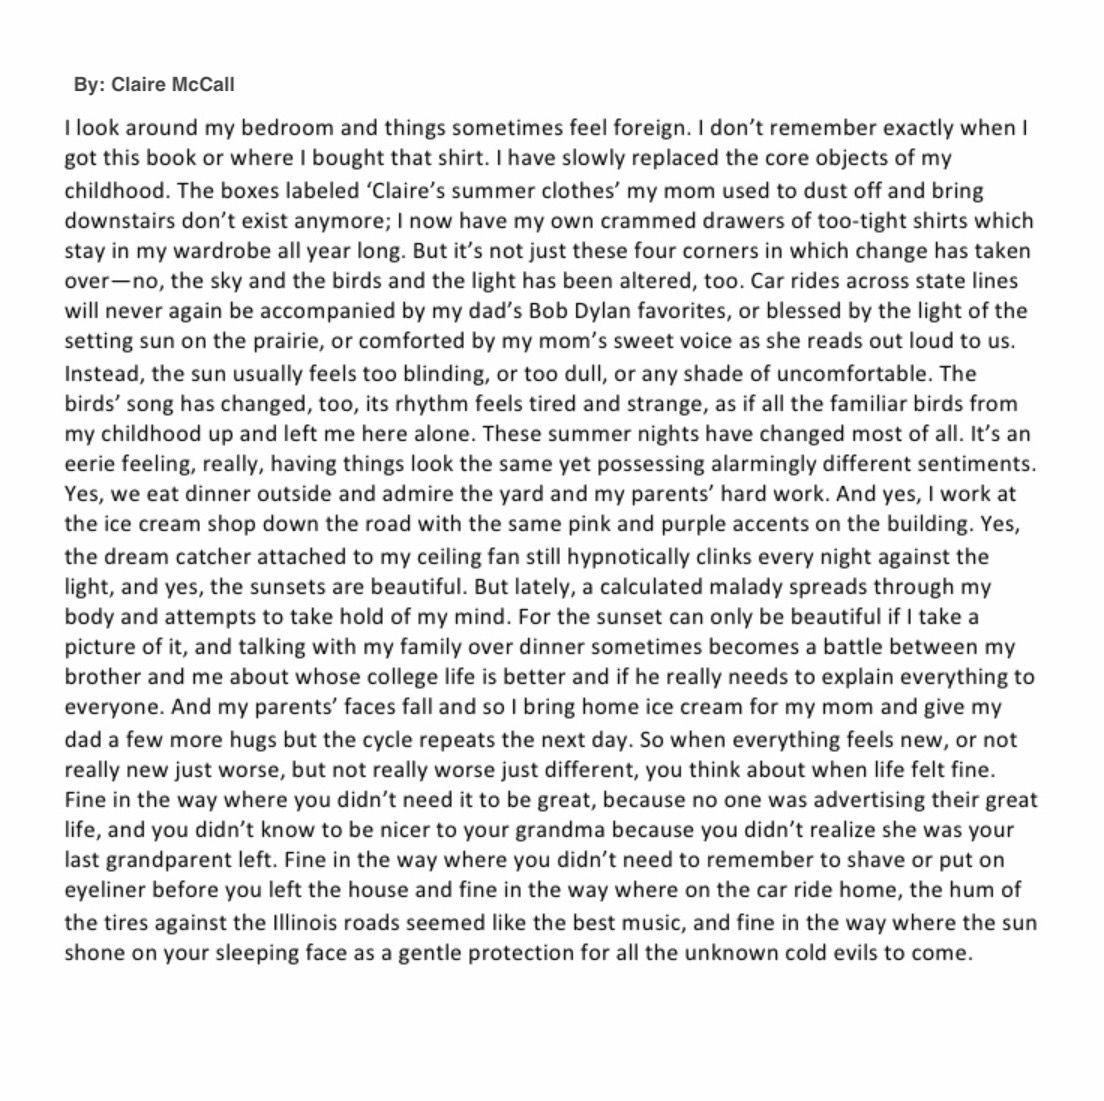 By: Claire McCall
I look around my bedroom and things sometimes feel foreign. I don’t remember exactly when I
got this book or where I bought that shirt. I have slowly replaced the core objects of my
childhood. The boxes labeled ‘Claire’s summer clothes’ my mom used to dust off and bring
downstairs don’t exist anymore; I now have my own crammed drawers of too-tight shirts which
stay in my wardrobe all year long. But it’s not just these four corners in which change has taken
over—no, the sky and the birds and the light has been altered, too. Car rides across state lines
will never again be accompanied by my dad’s Bob Dylan favorites, or blessed by the light of the
setting sun on the prairie, or comforted by my mom’s sweet voice as she reads out loud to us.
Instead, the sun usually feels too blinding, or too dull, or any shade of uncomfortable. The
birds’ song has changed, too, its rhythm feels tired and strange, as if all the familiar birds from
my childhood up and left me here alone. These summer nights have changed most of all. It’s an
eerie feeling, really, having things look the same yet possessing alarmingly different sentiments.
Yes, we eat dinner outside and admire the yard and my parents’ hard work. And yes, I work at
the ice cream shop down the road with the same pink and purple accents on the building. Yes,
the dream catcher attached to my ceiling fan still hypnotically clinks every night against the
light, and yes, the sunsets are beautiful. But lately, a calculated malady spreads through my
body and attempts to take hold of my mind. For the sunset can only be beautiful if I take a
picture of it, and talking with my family over dinner sometimes becomes a battle between my
brother and me about whose college life is better and if he really needs to explain everything to
everyone. And my parents’ faces fall and so I bring home ice cream for my mom and give my
dad a few more hugs but the cycle repeats the next day. So when everything feels new, or not
really new just worse, but not really worse just different, you think about when life felt fine.
Fine in the way where you didn’t need it to be great, because no one was advertising their great
life, and you didn’t know to be nicer to your grandma because you didn’t realize she was your
last grandparent left. Fine in the way where you didn’t need to remember to shave or put on
eyeliner before you left the house and fine in the way where on the car ride home, the hum of
the tires against the Illinois roads seemed like the best music, and fine in the way where the sun
shone on your sleeping face as a gentle protection for all the unknown cold evils to come.